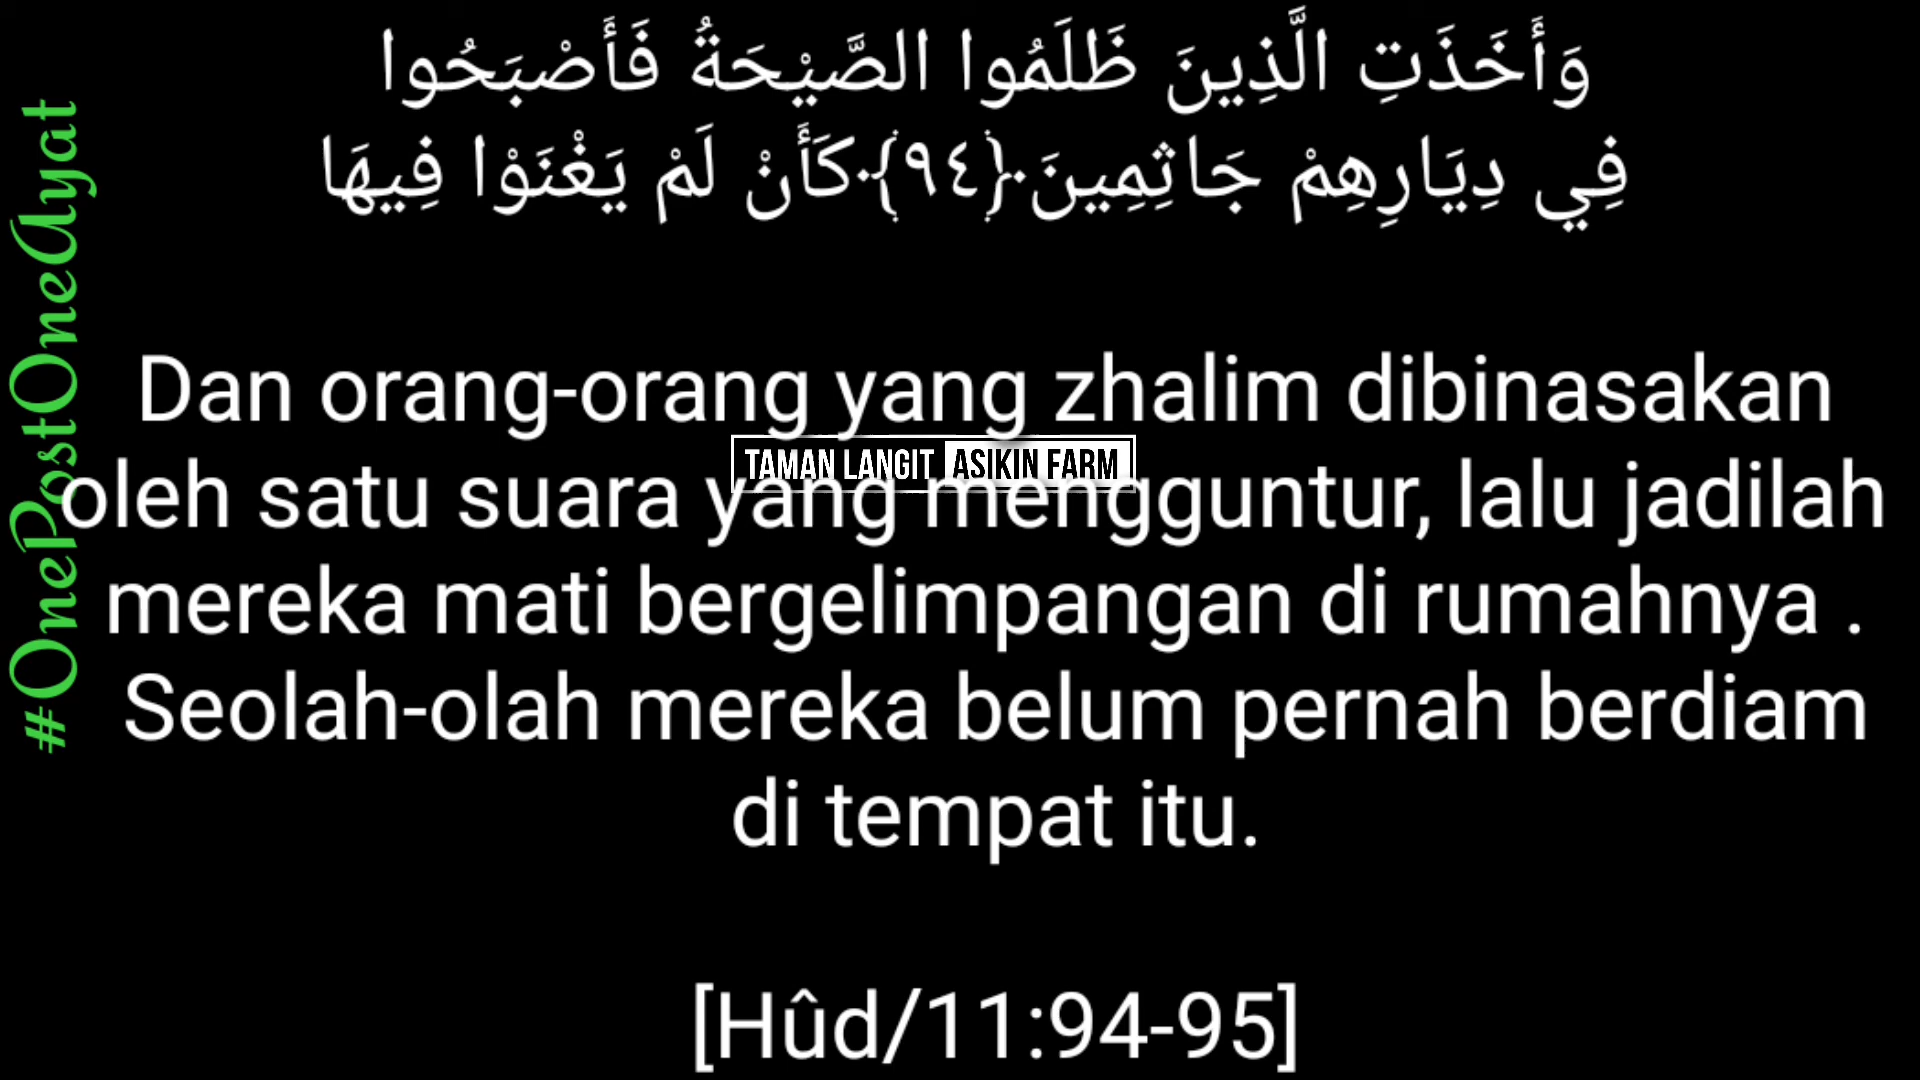 وَأَخَذَتِ الَّذِينَ ظَلَمُوا الصَّيْحَةُ فَأَصْبَحُوا
فِي دِيَارِهِمْ جَاثِمِينَ﴿٩٤﴾كَأَنْ لَمْ يَغْنَوْا فِيهَا
#OnePostOneAyat
Dan orang-orang yang zhalim dibinasakan
TAMAN LANGIT ASIKIN FARM
oleh satu suara yang mengguntur, lalu jadilah
mereka mati bergelimpangan di rumahnya .
Seolah-olah mereka belum pernah berdiam
di tempat itu.
[Hûd/11:94-95]